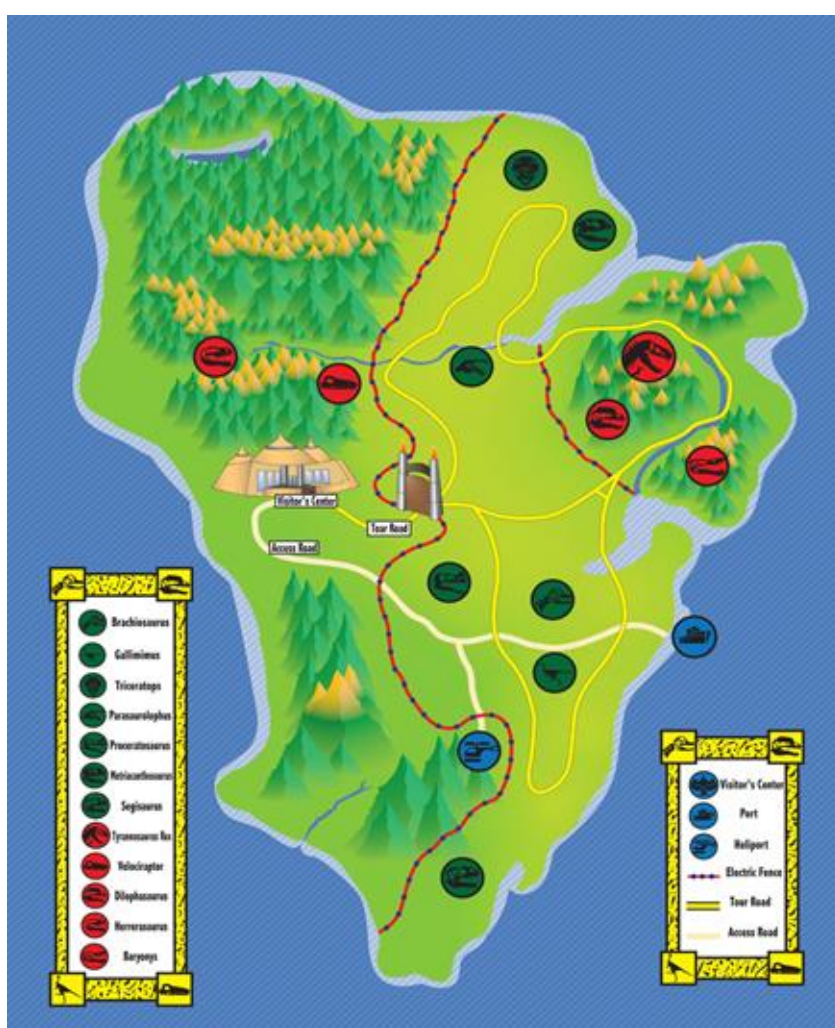 Visitor's Center
Tour Road
Access Road
Brachiosaurus
Gallimimus
Triceratops
Parasaurolophus
Proceratosaurus
Metriacanthosaurus
Segisaurus
Tyrannosaurus Rex
Velociraptor
Dilophosaurus
Herrerasaurus
Baryonyx
Visitor's Center
Port
Heliport
Electric Fence
Tour Road
Access Road